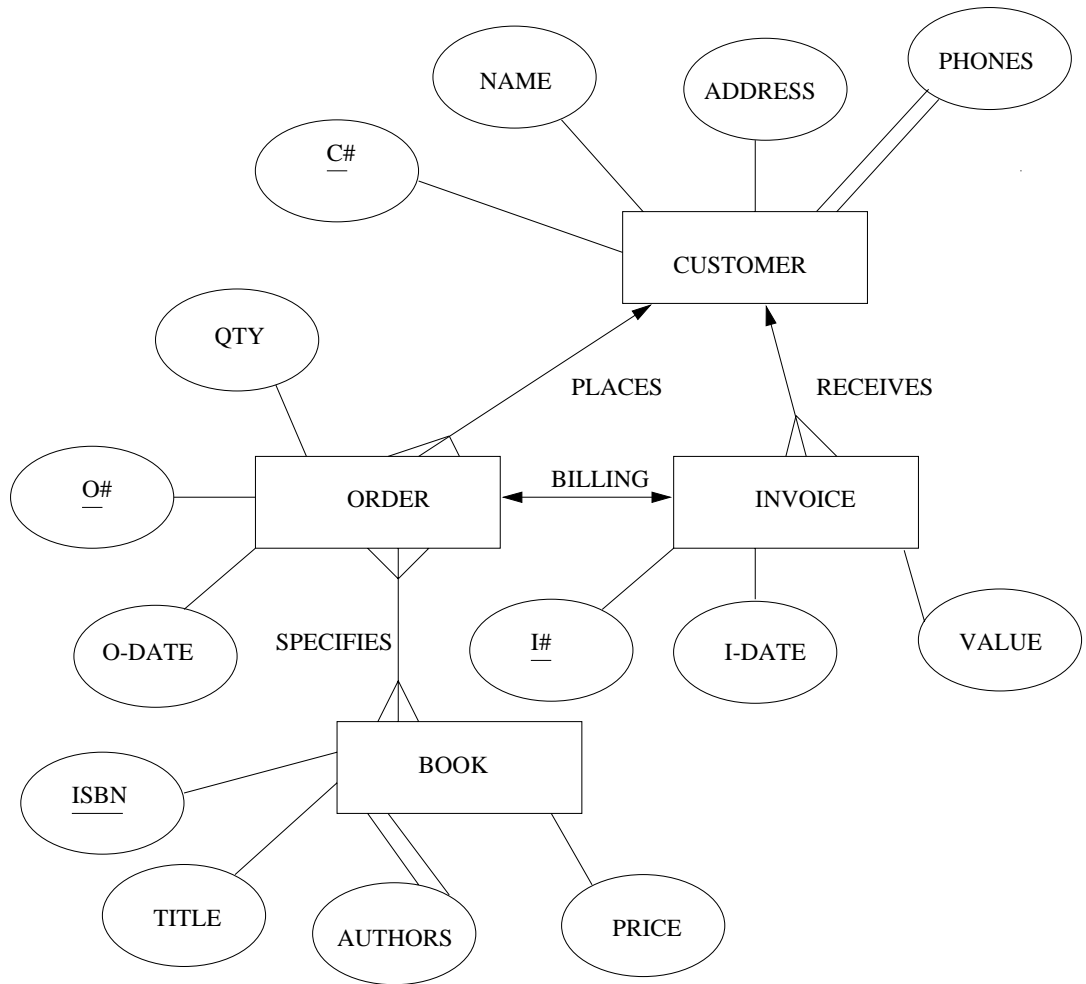 PHONES
NAME
ADDRESS
C#
CUSTOMER
QTY
PLACES
RECEIVES
BILLING
O#
ORDER
INVOICE
SPECIFIES
I#
O-DATE
I-DATE
VALUE
BOOK
ISBN
TITLE
AUTHORS
PRICE